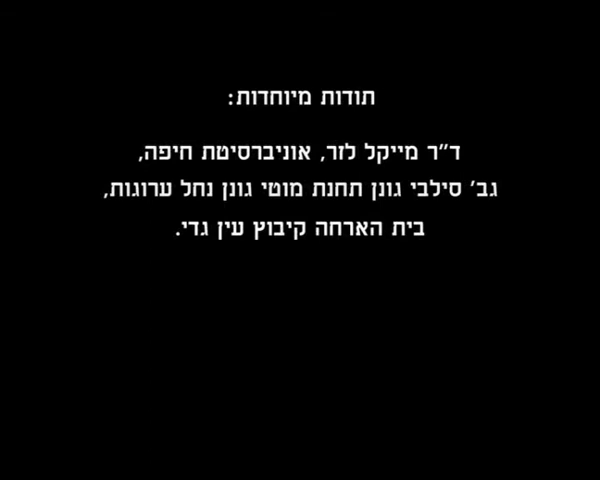 תודות מיוחדות:
ד״ר מייקל לזר, אוניברסיטת חיפה,
גב׳ סילבי גונן תחנת מוטי גונן נחל ערוגות,
בית הארחה קיבוץ עין גדי.